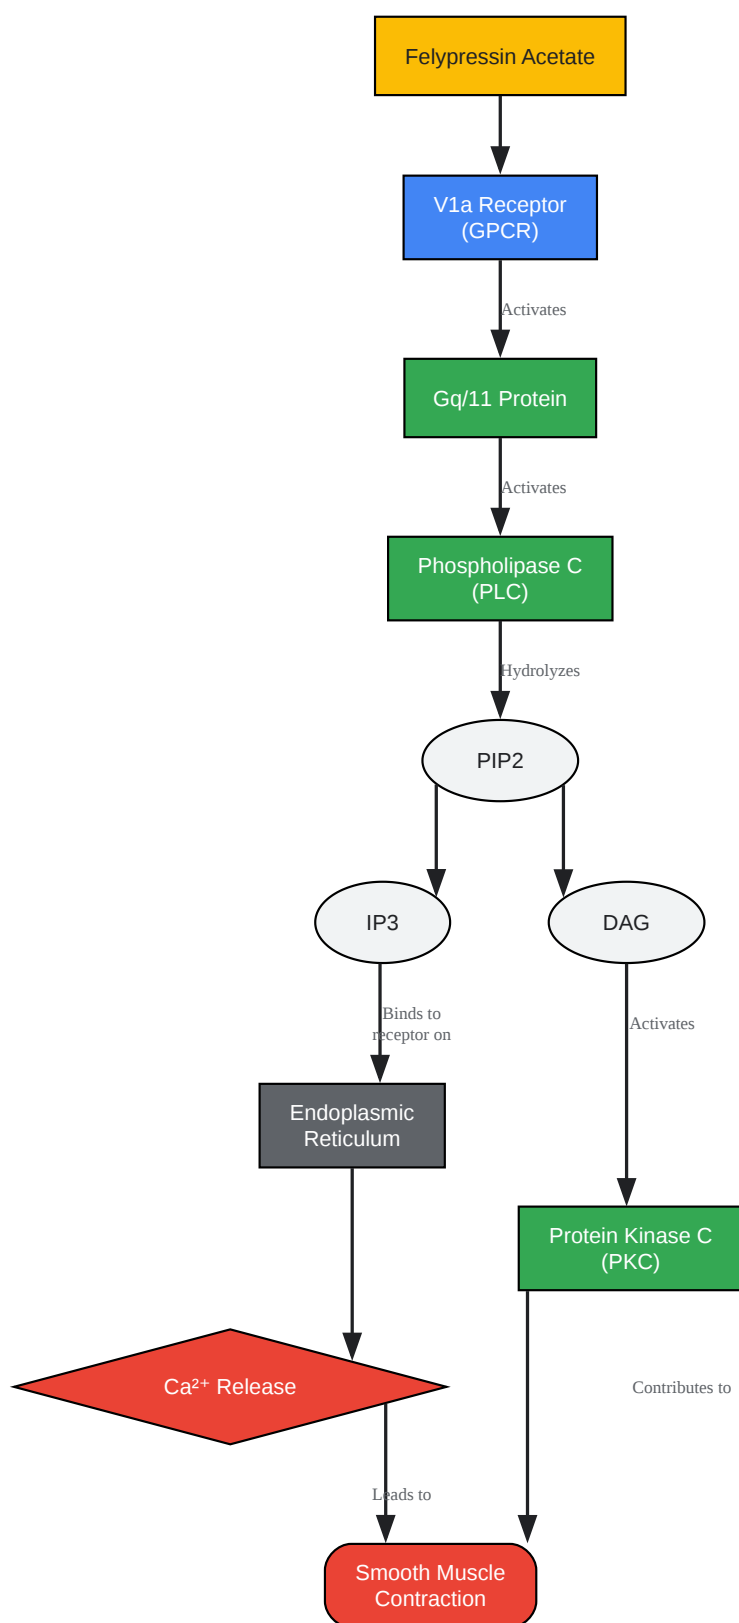 Felypressin Acetate
V1a Receptor
(GPCR)
Activates
Gq/11 Protein
Activates
Phospholipase C
(PLC)
Hydrolyzes
PIP2
IP3
DAG
Binds to
receptor on
Activates
Endoplasmic
Reticulum
Protein Kinase C
(PKC)
Ca²⁺ Release
Contributes to
Leads to
Smooth Muscle
Contraction